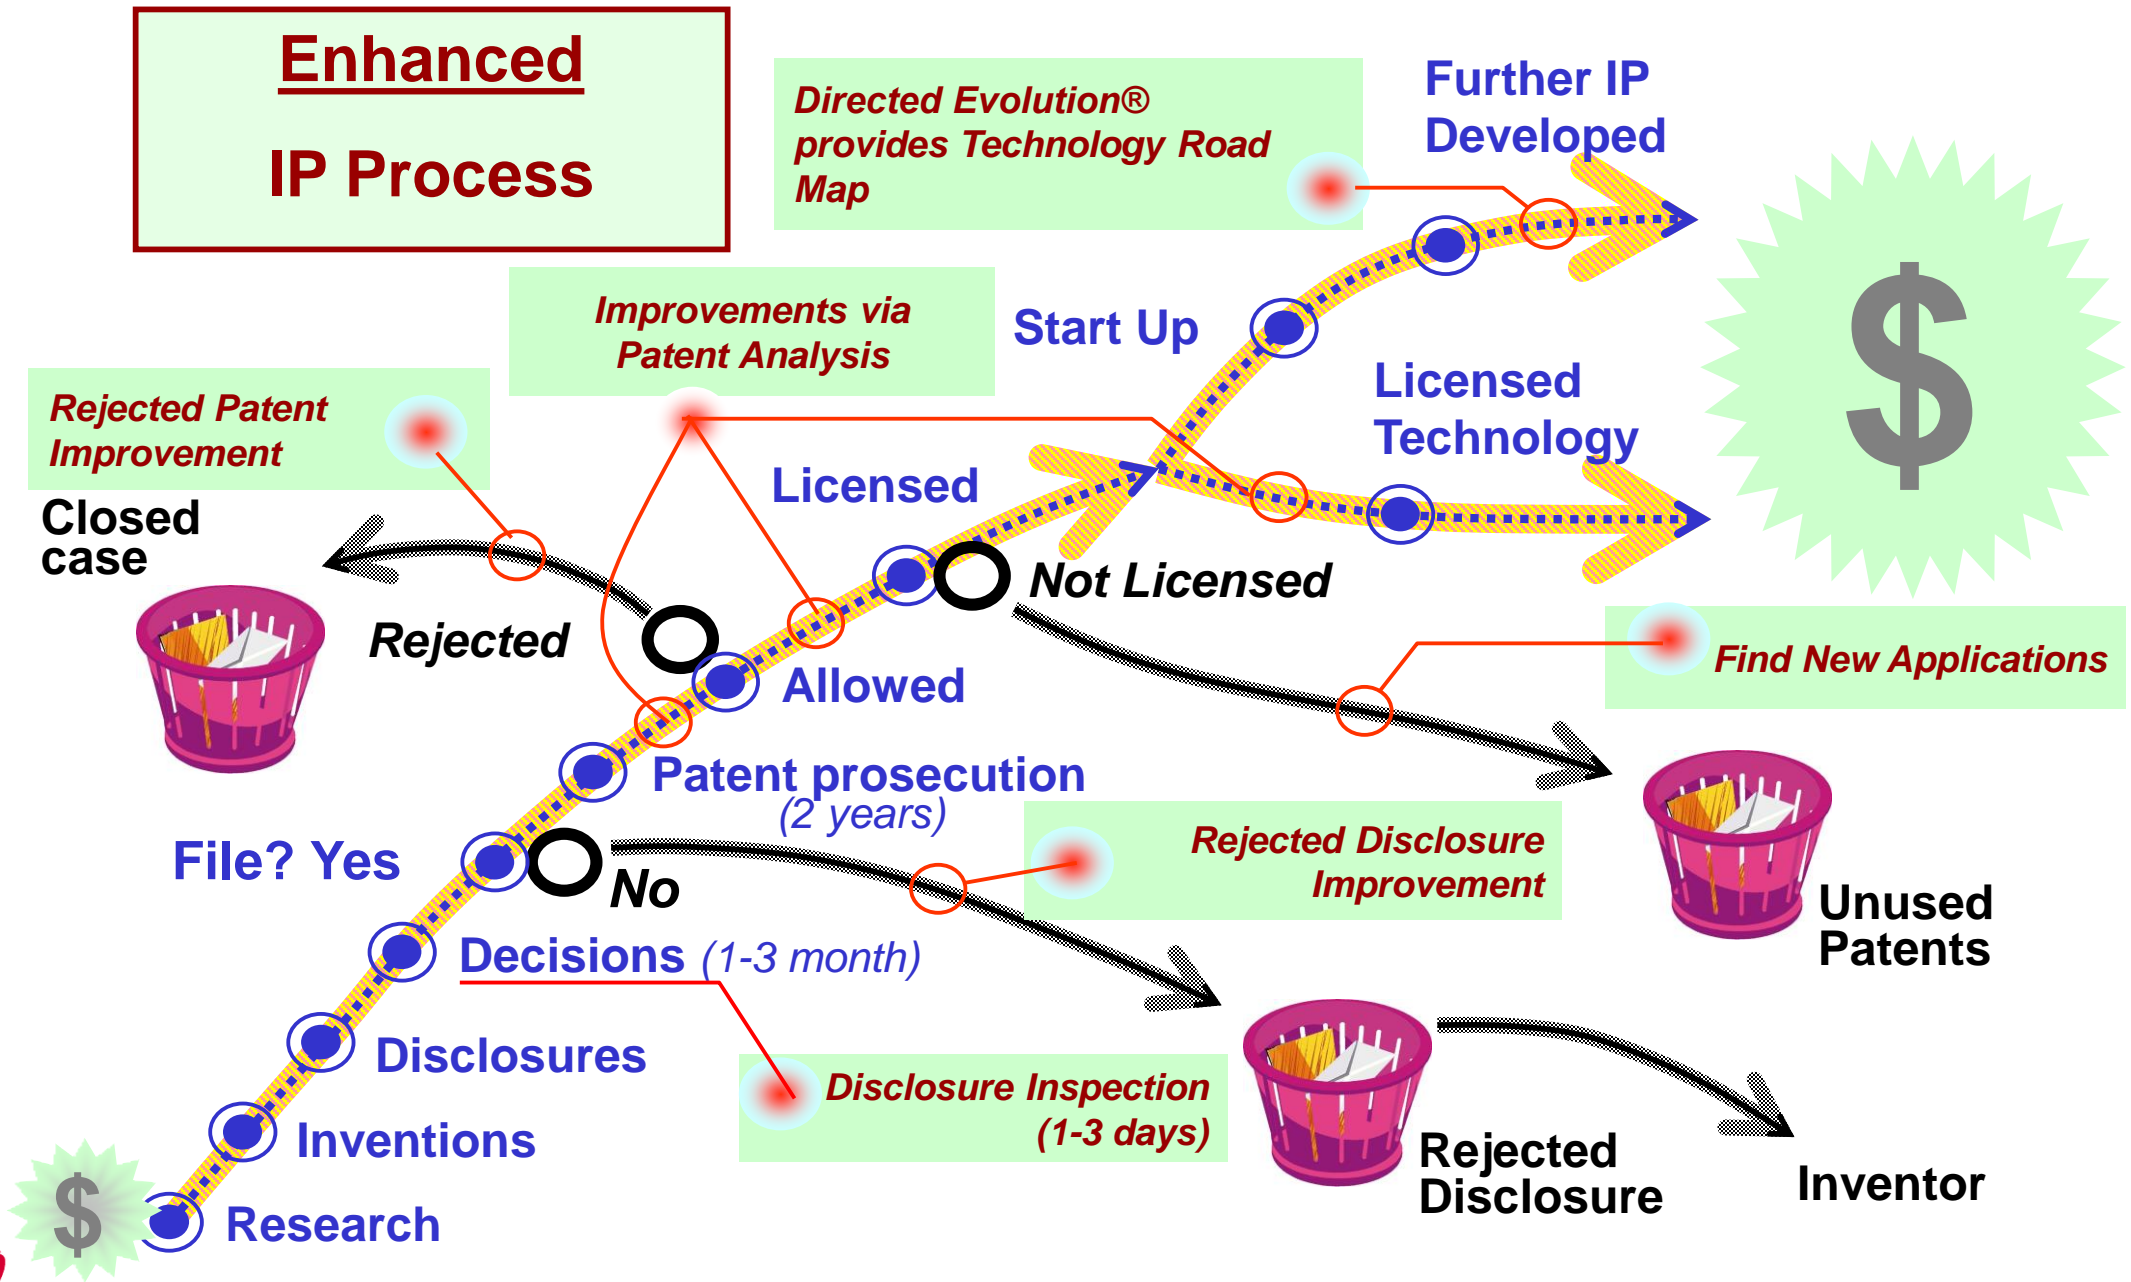 Enhanced
IP Process
Directed Evolution®
provides Technology Road
Map
Further IP
Developed
Improvements via
Patent Analysis
Start Up
$
Licensed
Technology
Rejected Patent
Improvement
Closed
case
Licensed
Not Licensed
Rejected
Find New Applications
Allowed
Patent prosecution
(2 years)
File? Yes
No
Rejected Disclosure
Improvement
Unused
Patents
Decisions (1-3 month)
Disclosures
Disclosure Inspection
(1-3 days)
Inventions
Rejected
Disclosure
Inventor
$
Research